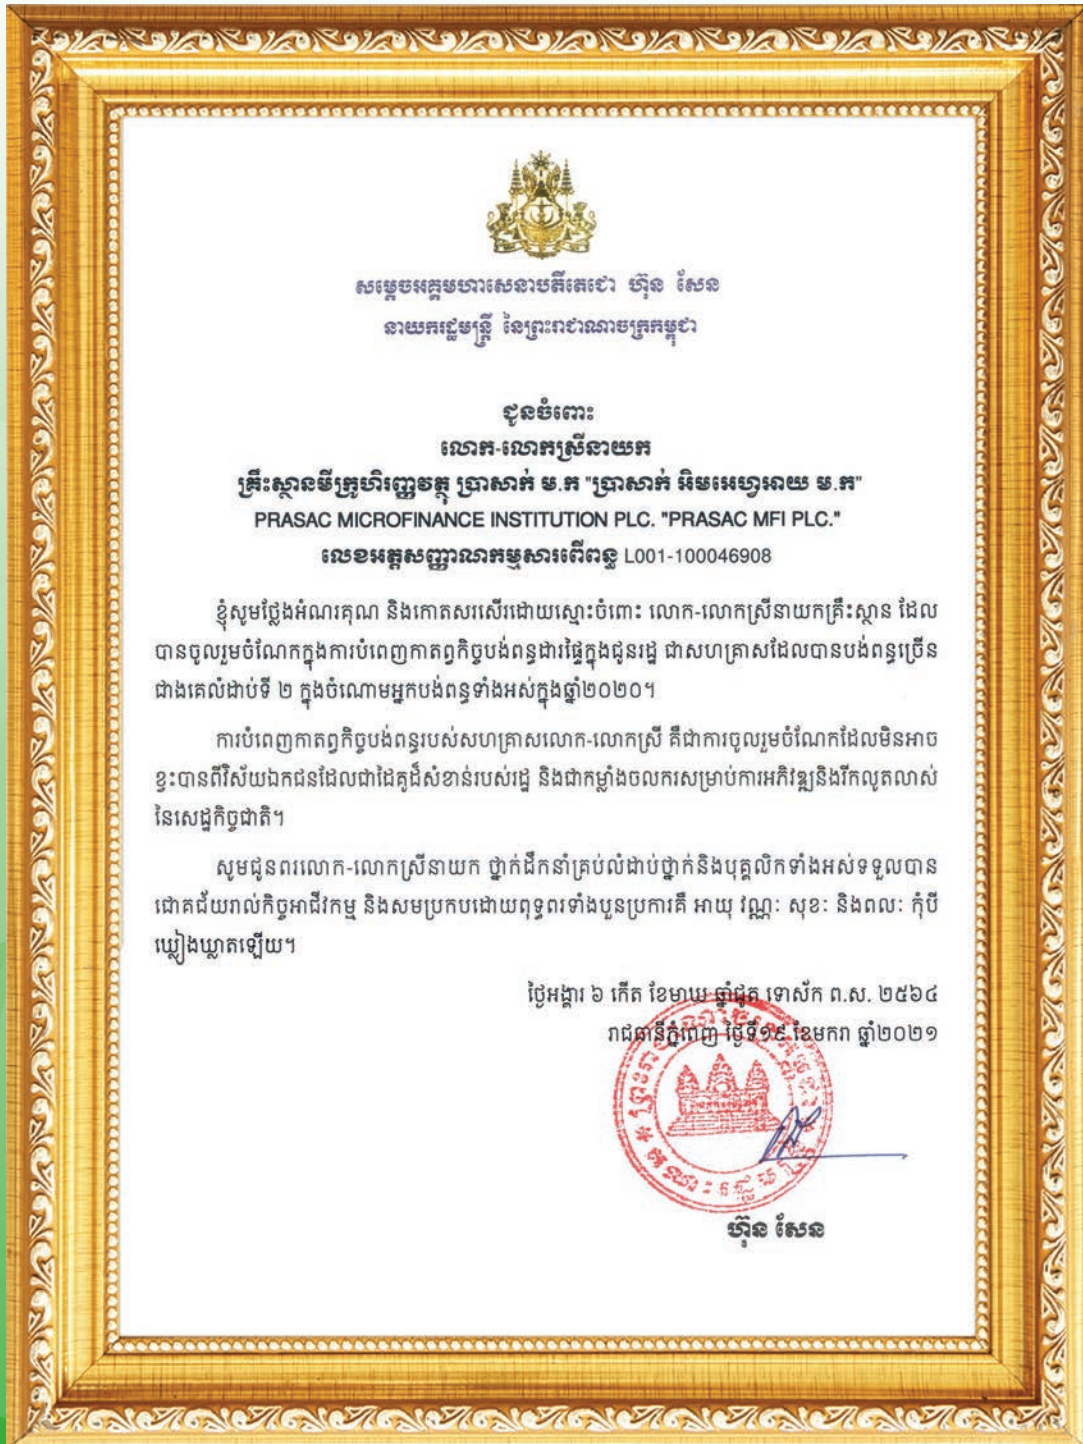 សម្ដេចអគ្គមហាសេនាបតីតេជោ ហ៊ុន សែន
នាយករដ្ឋមន្ត្រី នៃព្រះរាជាណាចក្រកម្ពុជា
ជូនចំពោះ
លោក-លោកស្រីនាយក
គ្រឹះស្ថានមីក្រូហិរញ្ញវត្ថុ ប្រាសាក់ ម.ក "ប្រាសាក់ អិមអេហ្វអាយ ម.ក"
PRASAC MICROFINANCE INSTITUTION PLC. "PRASAC MFI PLC."
លេខអត្តសញ្ញាណកម្មសារពើពន្ធ L001-100046908
ខ្ញុំសូមថ្លែងអំណរគុណ និងកោតសរសើរដោយស្មោះចំពោះ លោក-លោកស្រីនាយកគ្រឹះស្ថាន ដែល
បានចូលរួមចំណែកក្នុងការបំពេញកាតព្វកិច្ចបង់ពន្ធដារផ្ទៃក្នុងជូនរដ្ឋ ជាសហគ្រាសដែលបានបង់ពន្ធច្រើន
ជាងគេលំដាប់ទី ២ ក្នុងចំណោមអ្នកបង់ពន្ធទាំងអស់ក្នុងឆ្នាំ២០២០។
ការបំពេញកាតព្វកិច្ចបង់ពន្ធរបស់សហគ្រាសលោក-លោកស្រី គឺជាការចូលរួមចំណែកដែលមិនអាច
ខ្វះបានពីវិស័យឯកជនដែលជាដៃគូដ៏សំខាន់របស់រដ្ឋ និងជាកម្លាំងចលករសម្រាប់ការអភិវឌ្ឍនិងរីកលូតលាស់
នៃសេដ្ឋកិច្ចជាតិ។
សូមជូនពរលោក-លោកស្រីនាយក ថ្នាក់ដឹកនាំគ្រប់លំដាប់ថ្នាក់និងបុគ្គលិកទាំងអស់ទទួលបាន
ជោគជ័យរាល់កិច្ចអាជីវកម្ម និងសមប្រកបដោយពុទ្ធពរទាំងបួនប្រការគឺ អាយុ វណ្ណៈ សុខៈ និងពលៈ កុំបី
ឃ្លៀងឃ្លាតឡើយ។
ថ្ងៃអង្គារ ៦ កើត ខែមាឃ ឆ្នាំជូត ទោស័ក ព.ស. ២៥៦៤
រាជធានីភ្នំពេញ ថ្ងៃទី១៩ ខែមករា ឆ្នាំ២០២១
ព្រះរាជាណាចក្រកម្ពុជា
គណៈរដ្ឋមន្ត្រី
ហ៊ុន សែន